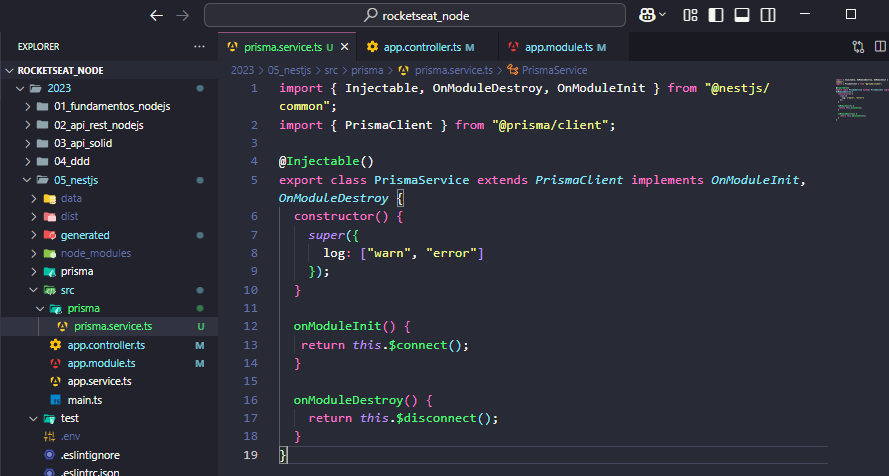 rocketseat_node
EXPLORER
ROCKETSEAT_NODE
2023
01_fundamentos_nodejs
02_api_rest_nodejs
03_api_solid
04_ddd
05_nestjs
data
dist
generated
node_modules
prisma
src
prisma
prisma.service.ts U
app.controller.ts M
app.module.ts M
app.service.ts
main.ts
test
.env
.eslintignore
.eslintrc.json
prisma.service.ts U
app.controller.ts M
app.module.ts M
2023 > 05_nestjs > src > prisma > prisma.service.ts > PrismaService
1 import { Injectable, OnModuleDestroy, OnModuleInit } from "@nestjs/
common";
2 import { PrismaClient } from "@prisma/client";
3
4 @Injectable()
5 export class PrismaService extends PrismaClient implements OnModuleInit,
OnModuleDestroy {
6 constructor() {
7 super({
8 log: ["warn", "error"]
9 });
10 }
11
12 onModuleInit() {
13 return this.$connect();
14 }
15
16 onModuleDestroy() {
17 return this.$disconnect();
18 }
19 }